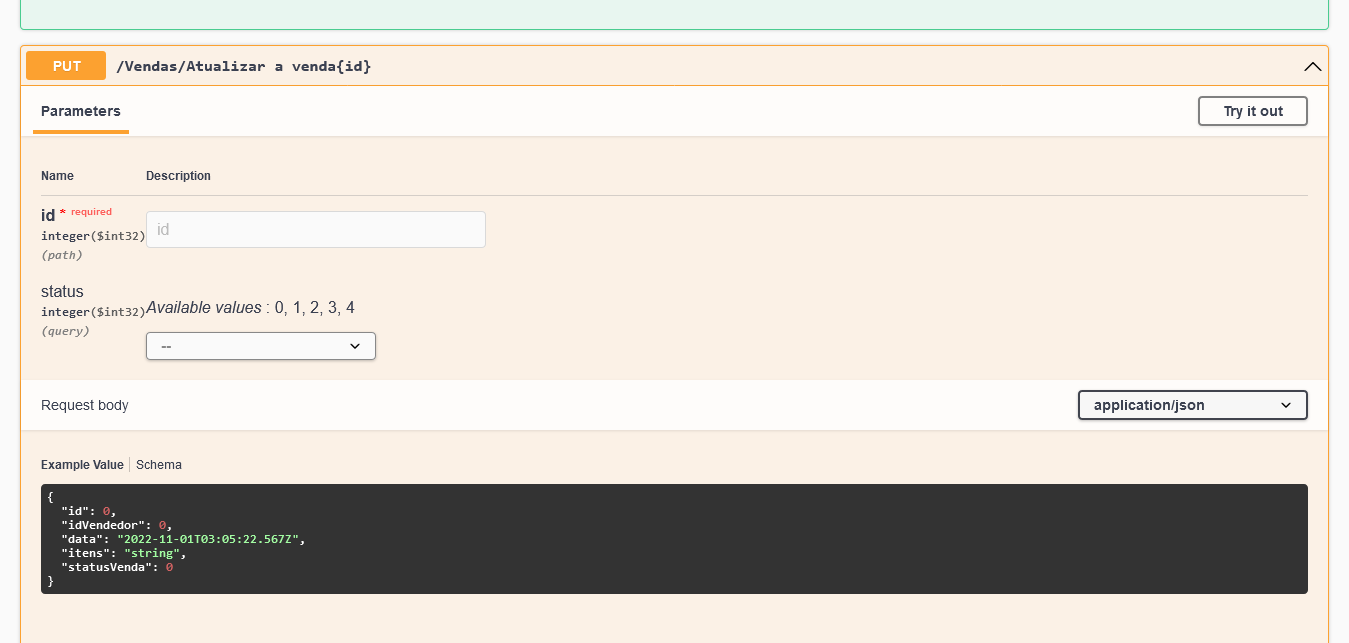 PUT /Vendas/Atualizar a venda{id}
Parameters
Try it out
Name Description
id * required
integer($int32)
(path)
id
status
integer($int32)
(query)
Available values : 0, 1, 2, 3, 4
--
Request body
application/json
Example Value Schema
{
"id": 0,
"idVendedor": 0,
"data": "2022-11-01T03:05:22.567Z",
"itens": "string",
"statusVenda": 0
}